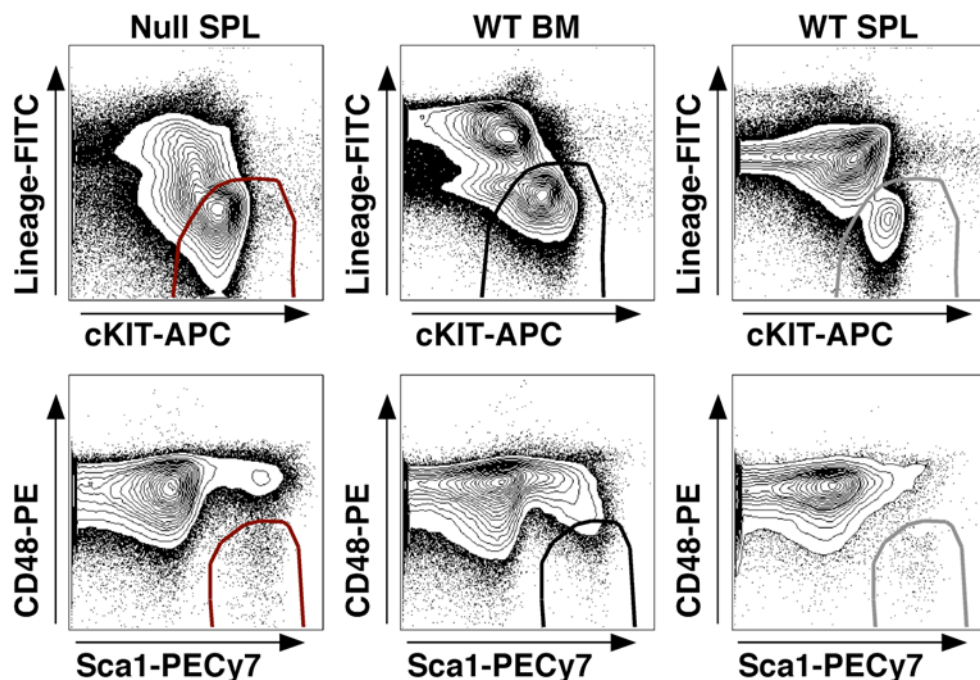 Null SPL
WT BM
WT SPL
Lineage-FITC
Lineage-FITC
Lineage-FITC
cKIT-APC
cKIT-APC
cKIT-APC
CD48-PE
CD48-PE
CD48-PE
Sca1-PECy7
Sca1-PECy7
Sca1-PECy7